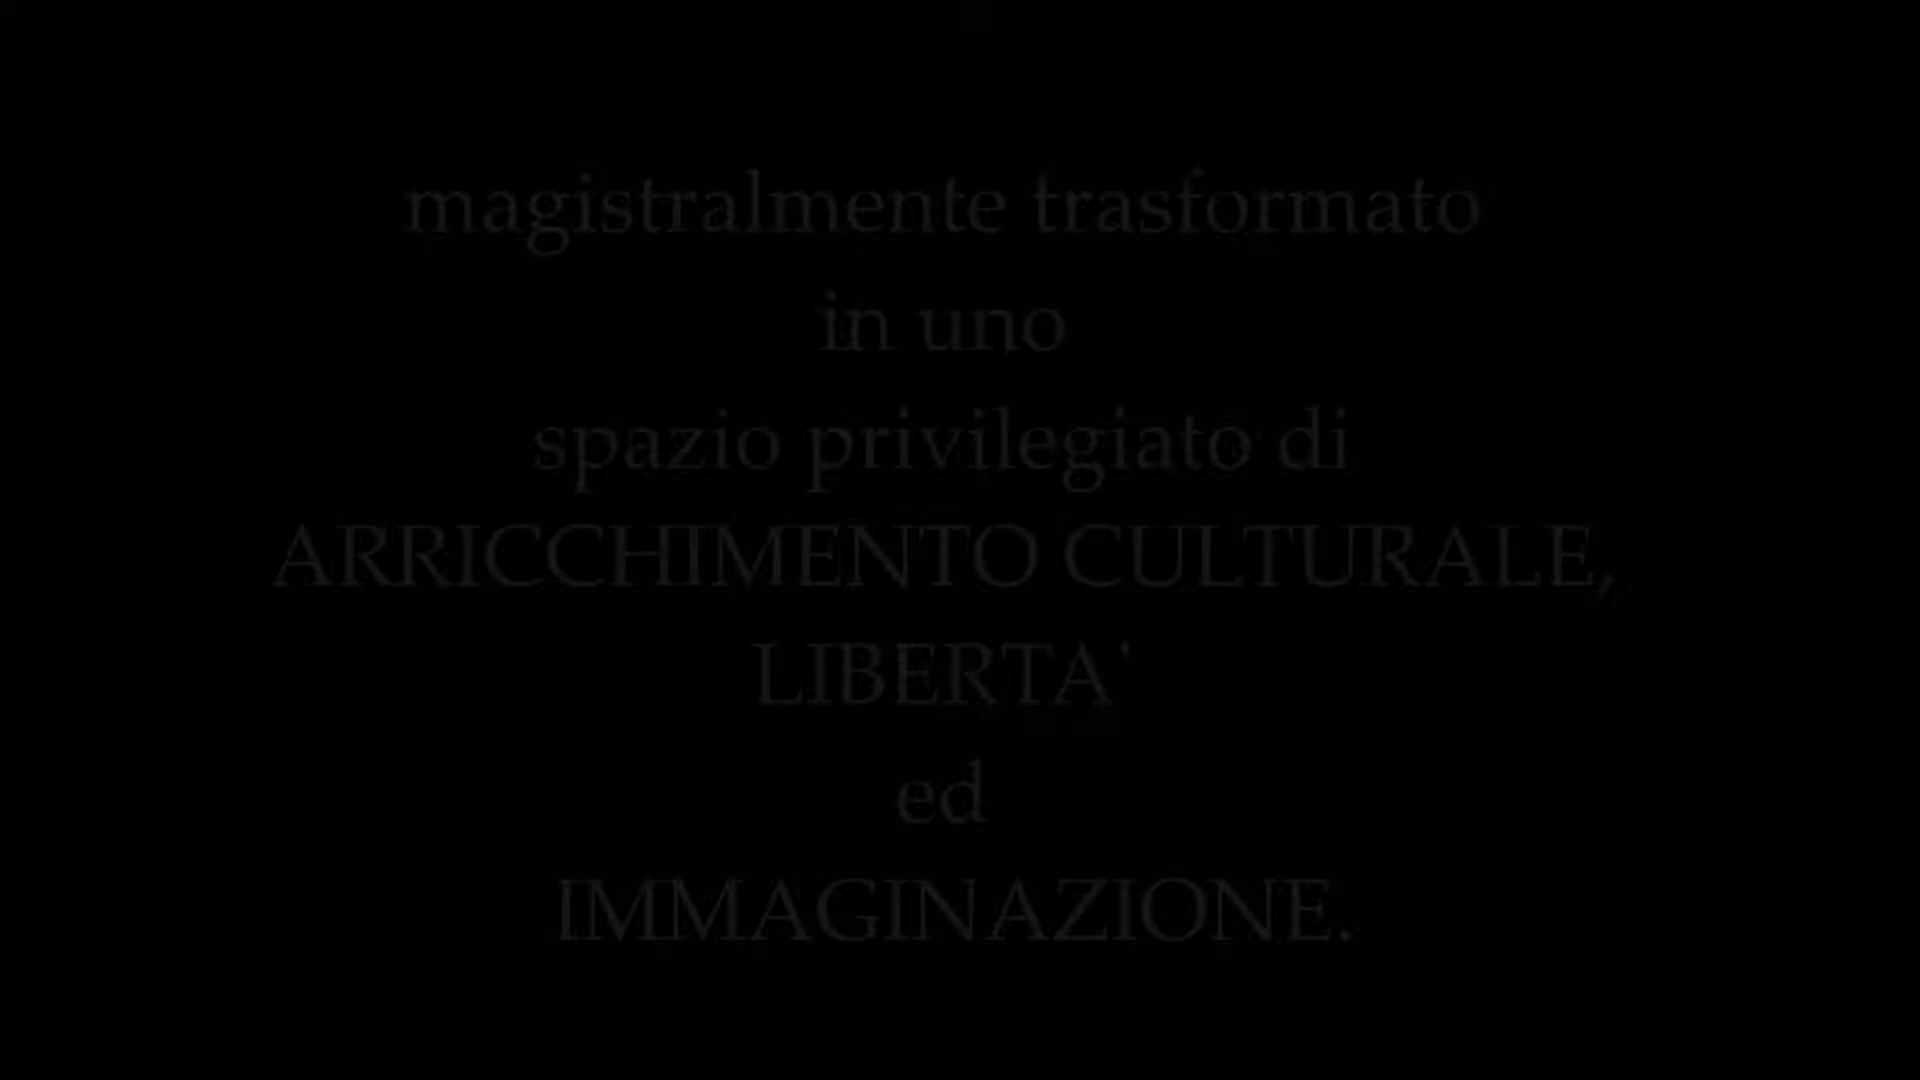 magistralmente trasformato
in uno
spazio privilegiato di
ARRICCHIMENTO CULTURALE,
LIBERTA'
ed
IMMAGINAZIONE.